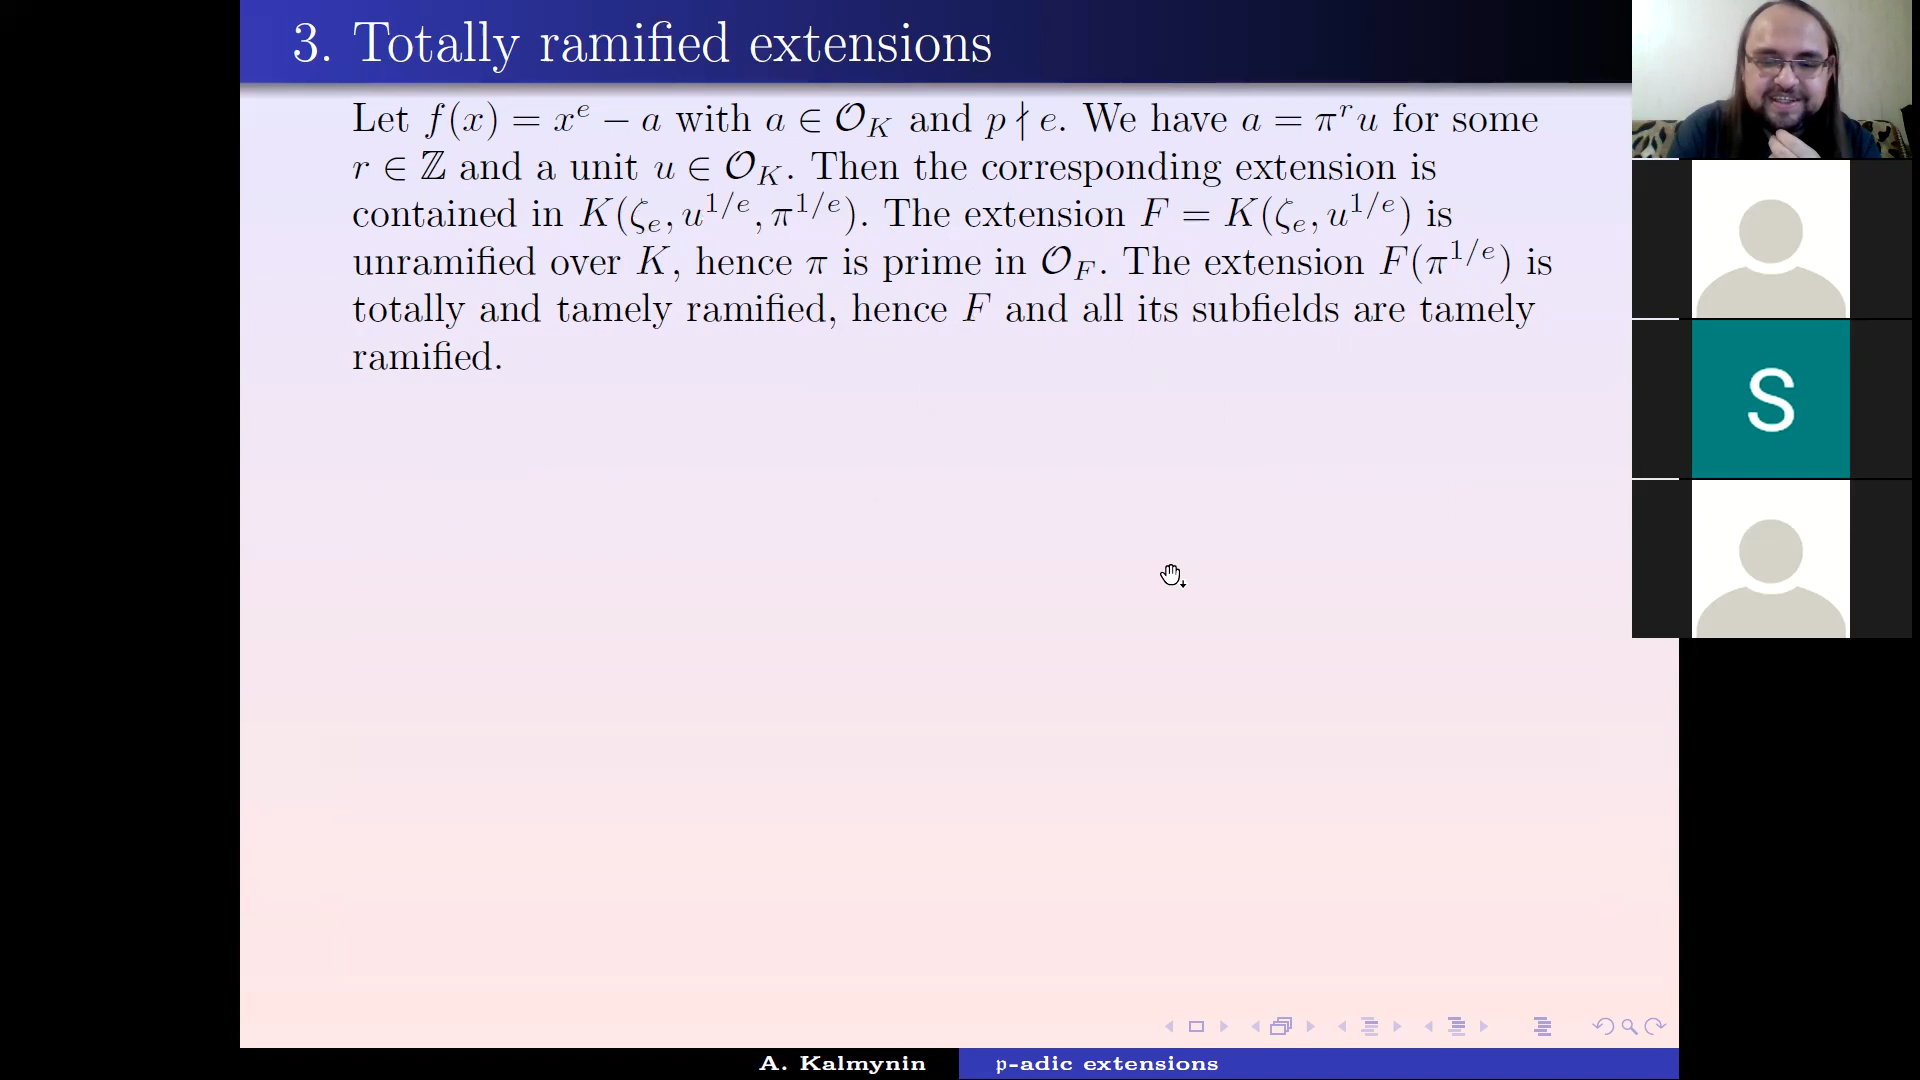 3. Totally ramified extensions
Let f(x) = xᵉ − a with a ∈ 𝒪_K and p ∤ e. We have a = πʳu for some
r ∈ ℤ and a unit u ∈ 𝒪_K. Then the corresponding extension is
contained in K(ζ_e, u^{1/e}, π^{1/e}). The extension F = K(ζ_e, u^{1/e}) is
unramified over K, hence π is prime in 𝒪_F. The extension F(π^{1/e}) is
totally and tamely ramified, hence F and all its subfields are tamely
ramified.
S
A. Kalmynin
p-adic extensions